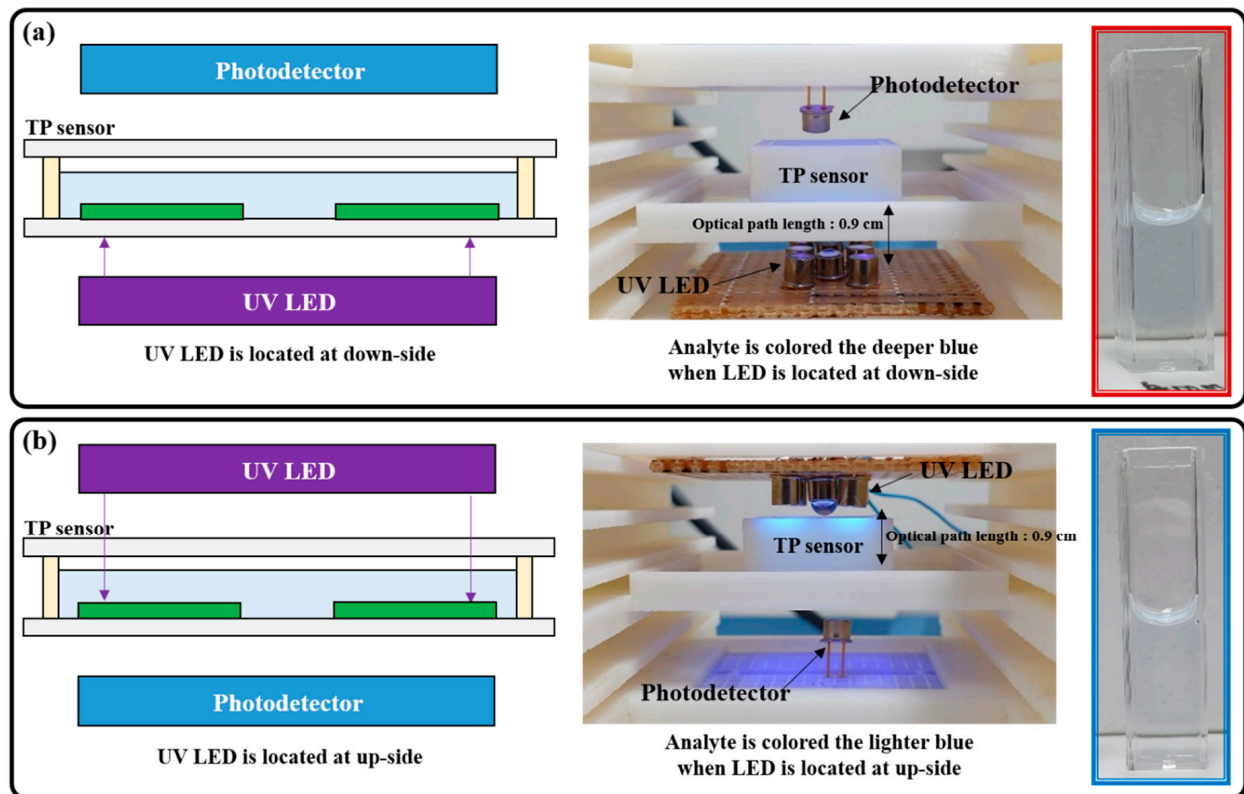 (a)
Photodetector
TP sensor
UV LED
UV LED is located at down-side
Photodetector
TP sensor
Optical path length : 0.9 cm
UV LED
Analyte is colored the deeper blue
when LED is located at down-side
(b)
UV LED
TP sensor
Photodetector
UV LED is located at up-side
UV LED
Optical path length : 0.9 cm
TP sensor
Photodetector
Analyte is colored the lighter blue
when LED is located at up-side